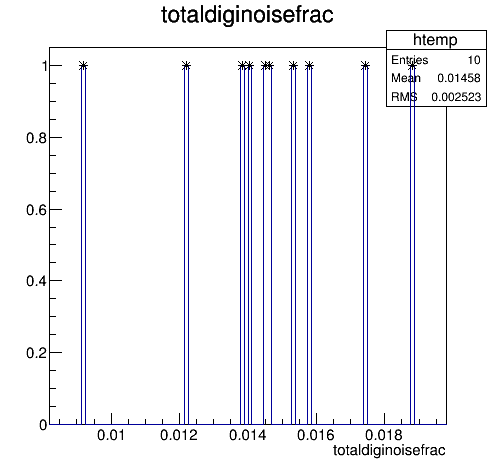 totaldiginoisefrac
htemp
Entries 10
Mean 0.01458
RMS 0.002523
1
0.8
0.6
0.4
0.2
0
0.01 0.012 0.014 0.016 0.018
totaldiginoisefrac